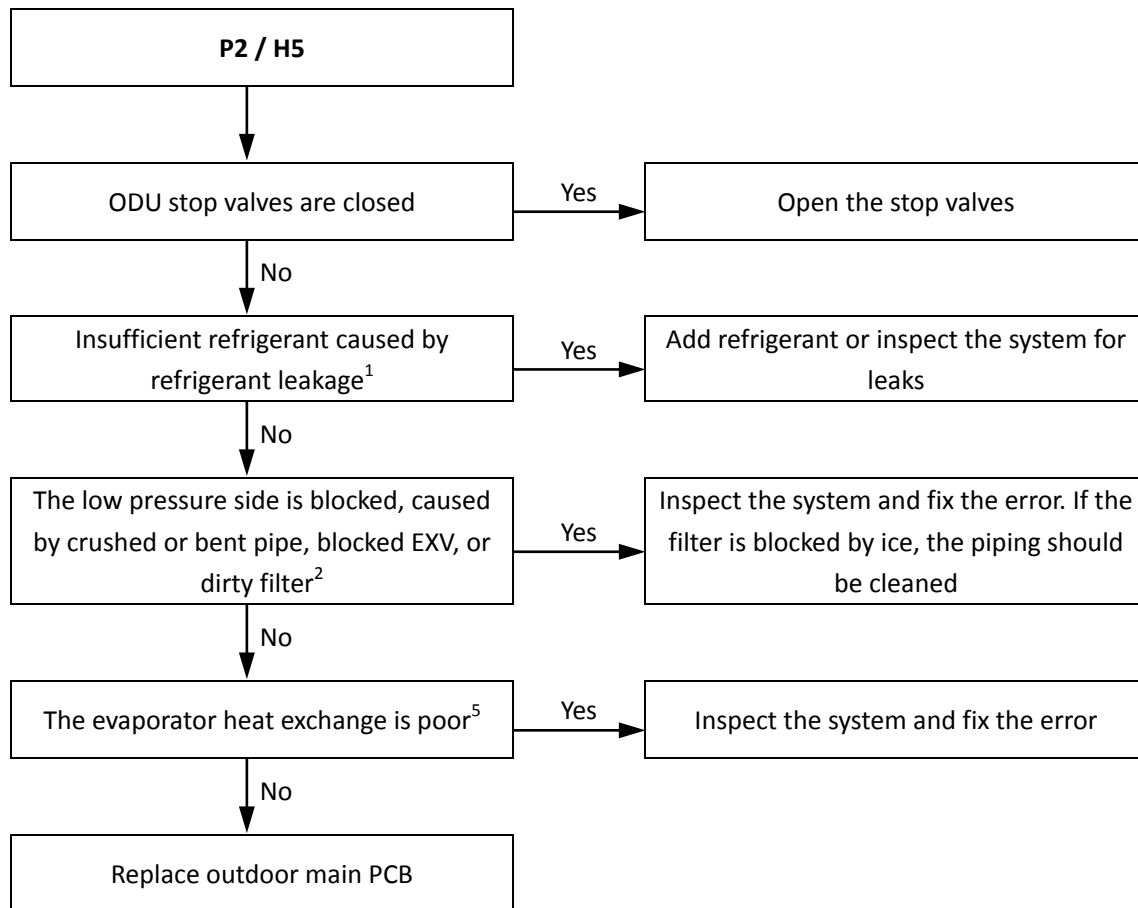 P2 / H5
ODU stop valves are closed
Yes
Open the stop valves
No
Insufficient refrigerant caused by
refrigerant leakage1
Yes
Add refrigerant or inspect the system for
leaks
No
The low pressure side is blocked, caused
by crushed or bent pipe, blocked EXV, or
dirty filter2
Yes
Inspect the system and fix the error. If the
filter is blocked by ice, the piping should
be cleaned
No
The evaporator heat exchange is poor5
Yes
Inspect the system and fix the error
No
Replace outdoor main PCB